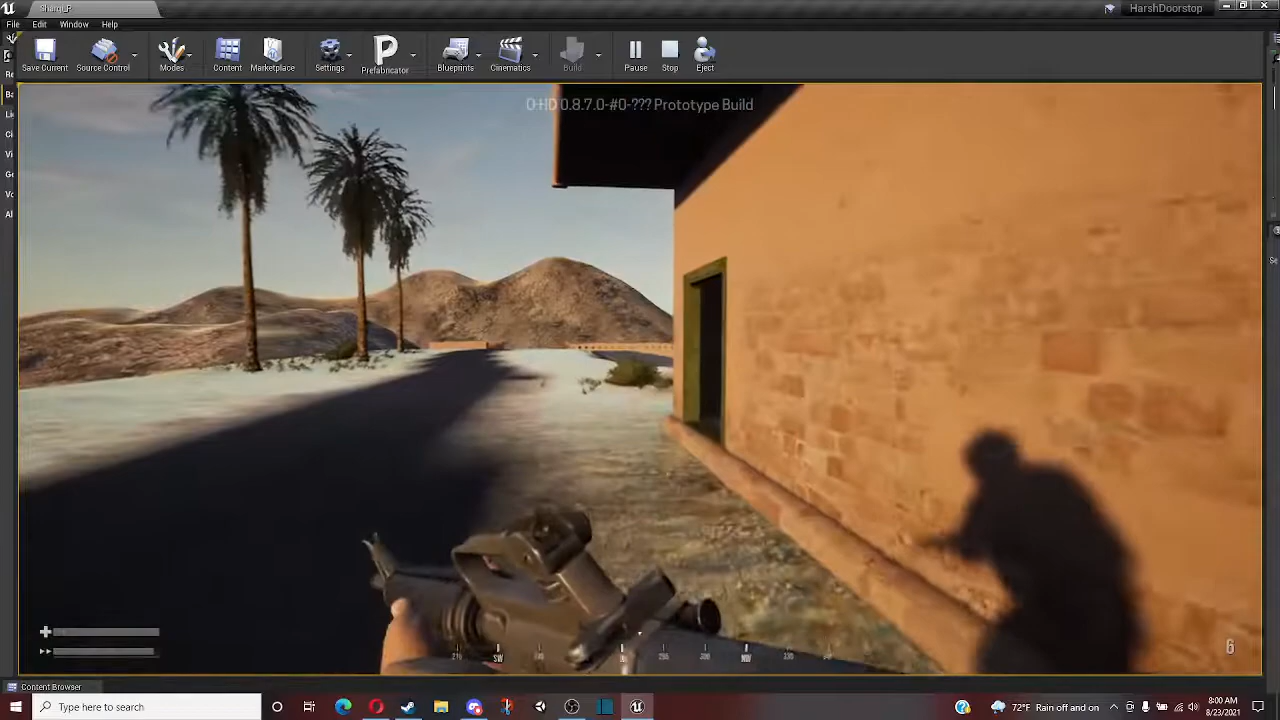 Shurqi_P
HarshDoorstop
File Edit Window Help
Save Current Source Control Modes Content Marketplace Settings Prefabricator Blueprints Cinematics Build Pause Stop Eject
0.8.7.0-#0-??? Prototype Build
SW NW
6
Content Browser
Type here to search
72°F Rain off and on
8:00 AM
8/23/2021